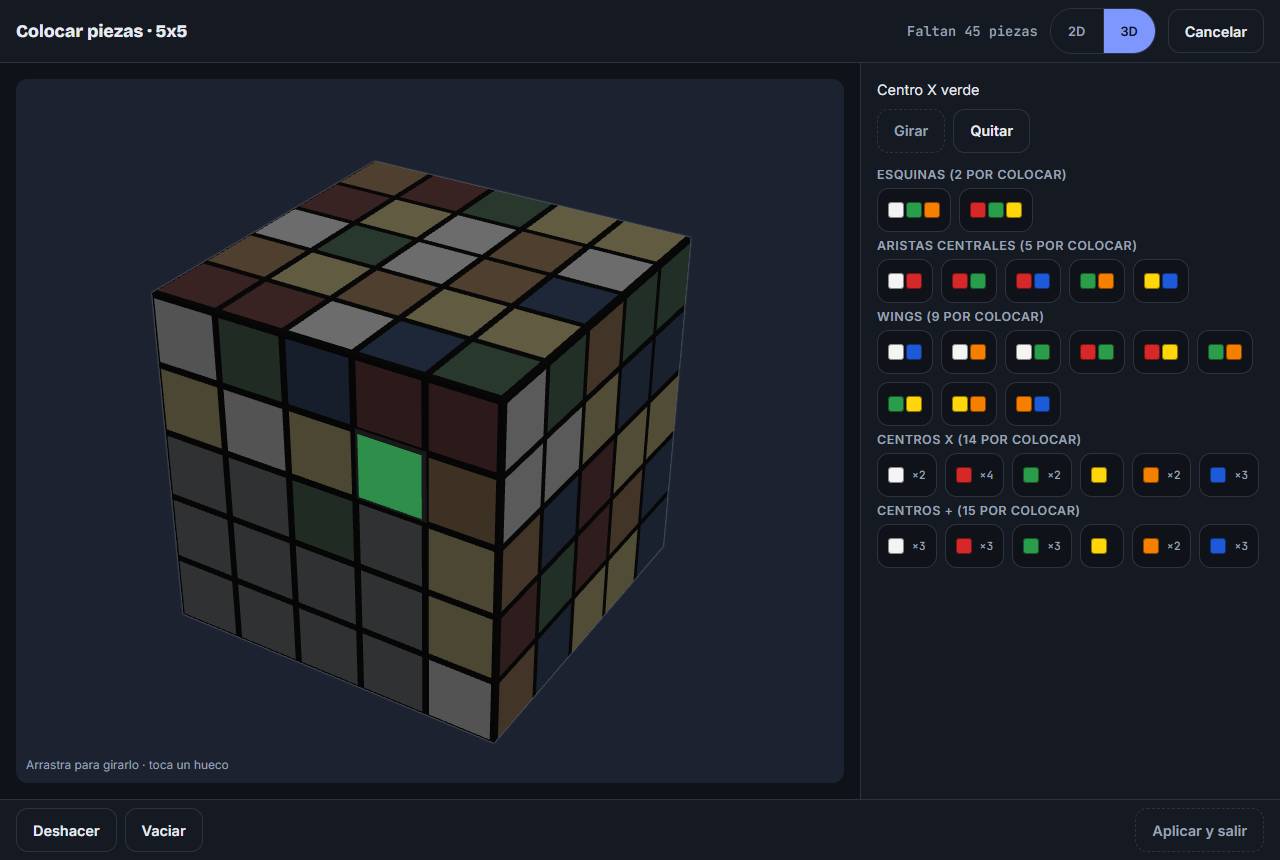 Colocar piezas · 5x5
Faltan 45 piezas
2D
3D
Cancelar
Centro X verde
Girar
Quitar
ESQUINAS (2 POR COLOCAR)
ARISTAS CENTRALES (5 POR COLOCAR)
WINGS (9 POR COLOCAR)
CENTROS X (14 POR COLOCAR)
×2
×4
×2
×2
×3
CENTROS + (15 POR COLOCAR)
×3
×3
×3
×2
×3
Arrastra para girarlo · toca un hueco
Deshacer
Vaciar
Aplicar y salir